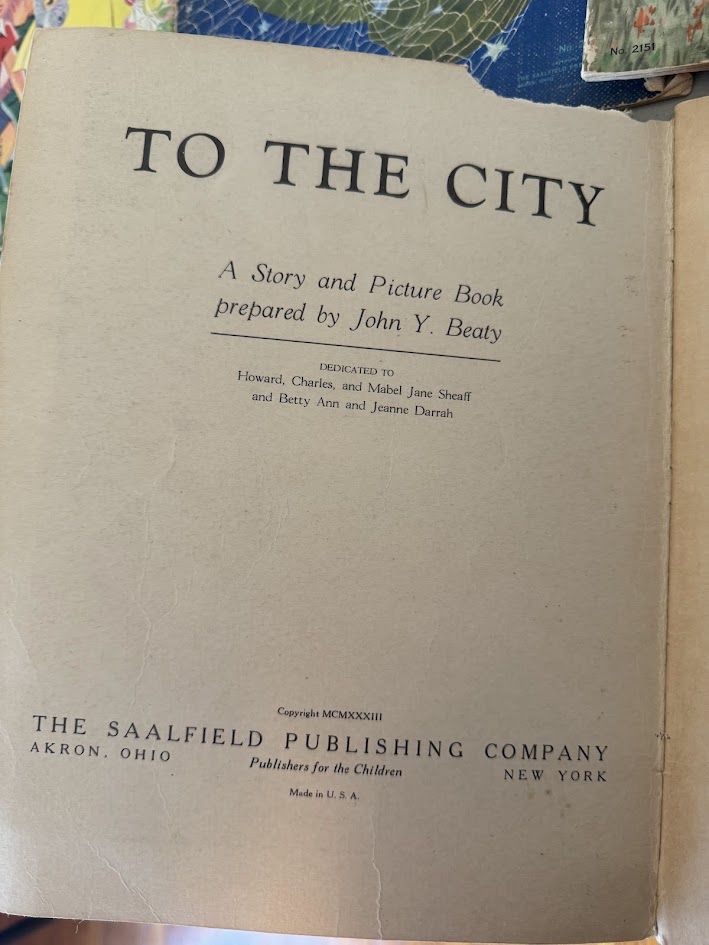 No. 2151
THE SAALFIELD
TO THE CITY
A Story and Picture Book
prepared by John Y. Beaty
DEDICATED TO
Howard, Charles, and Mabel Jane Sheaff
and Betty Ann and Jeanne Darrah
Copyright MCMXXXIII
THE SAALFIELD PUBLISHING COMPANY
AKRON, OHIO Publishers for the Children NEW YORK
Made in U. S. A.